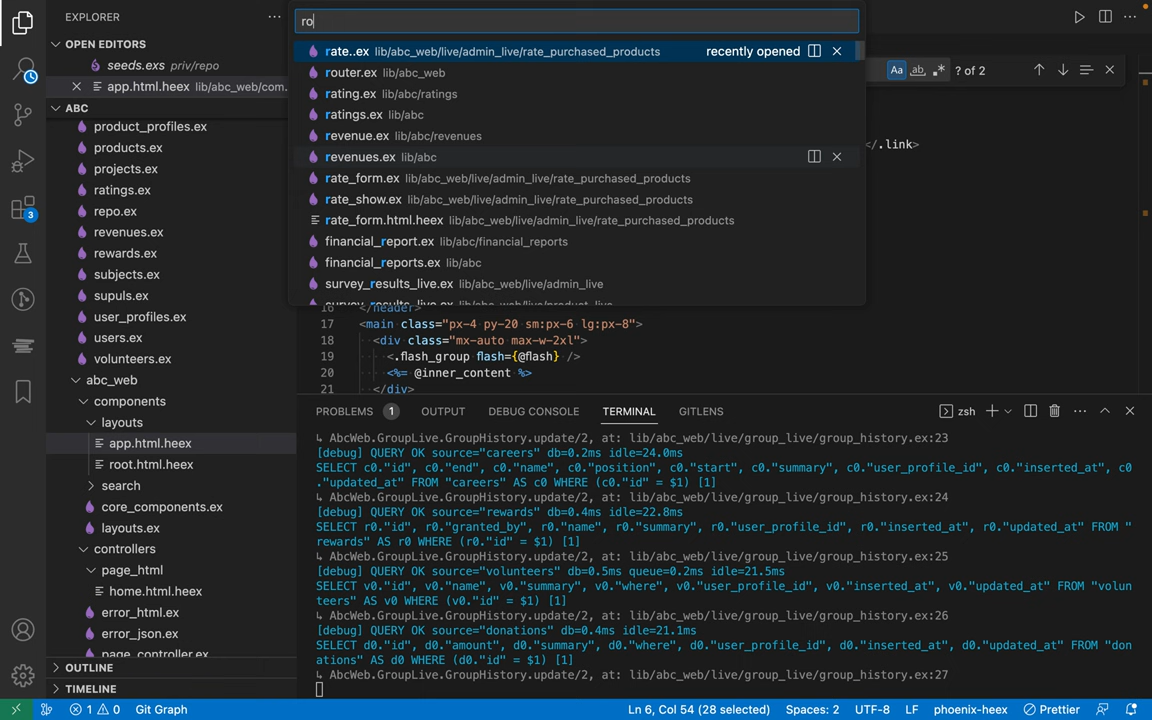 EXPLORER
OPEN EDITORS
seeds.exs priv/repo
app.html.heex lib/abc_web/com...
ABC
product_profiles.ex
products.ex
projects.ex
ratings.ex
repo.ex
revenues.ex
rewards.ex
subjects.ex
supuls.ex
user_profiles.ex
users.ex
volunteers.ex
abc_web
components
layouts
app.html.heex
root.html.heex
search
core_components.ex
layouts.ex
controllers
page_html
home.html.heex
error_html.ex
error_json.ex
page_controller.ex
OUTLINE
TIMELINE
3
ro
rate..ex lib/abc_web/live/admin_live/rate_purchased_products recently opened
router.ex lib/abc_web
rating.ex lib/abc/ratings
ratings.ex lib/abc
revenue.ex lib/abc/revenues
revenues.ex lib/abc
rate_form.ex lib/abc_web/live/admin_live/rate_purchased_products
rate_show.ex lib/abc_web/live/admin_live/rate_purchased_products
rate_form.html.heex lib/abc_web/live/admin_live/rate_purchased_products
financial_report.ex lib/abc/financial_reports
financial_reports.ex lib/abc
survey_results_live.ex lib/abc_web/live/admin_live
survey_results_live.ex lib/abc_web/live/product_live
Aa ab .* ? of 2
</.link>
16 </header>
17 <main class="px-4 py-20 sm:px-6 lg:px-8">
18 <div class="mx-auto max-w-2xl">
19 <.flash_group flash={@flash} />
20 <%= @inner_content %>
21 </div>
PROBLEMS 1 OUTPUT DEBUG CONSOLE TERMINAL GITLENS zsh
↳ AbcWeb.GroupLive.GroupHistory.update/2, at: lib/abc_web/live/group_live/group_history.ex:23
[debug] QUERY OK source="careers" db=0.2ms idle=24.0ms
SELECT c0."id", c0."end", c0."name", c0."position", c0."start", c0."summary", c0."user_profile_id", c0."inserted_at", c0
."updated_at" FROM "careers" AS c0 WHERE (c0."id" = $1) [1]
↳ AbcWeb.GroupLive.GroupHistory.update/2, at: lib/abc_web/live/group_live/group_history.ex:24
[debug] QUERY OK source="rewards" db=0.4ms idle=22.8ms
SELECT r0."id", r0."granted_by", r0."name", r0."summary", r0."user_profile_id", r0."inserted_at", r0."updated_at" FROM "
rewards" AS r0 WHERE (r0."id" = $1) [1]
↳ AbcWeb.GroupLive.GroupHistory.update/2, at: lib/abc_web/live/group_live/group_history.ex:25
[debug] QUERY OK source="volunteers" db=0.5ms queue=0.2ms idle=21.5ms
SELECT v0."id", v0."name", v0."summary", v0."where", v0."user_profile_id", v0."inserted_at", v0."updated_at" FROM "volun
teers" AS v0 WHERE (v0."id" = $1) [1]
↳ AbcWeb.GroupLive.GroupHistory.update/2, at: lib/abc_web/live/group_live/group_history.ex:26
[debug] QUERY OK source="donations" db=0.4ms idle=21.1ms
SELECT d0."id", d0."amount", d0."summary", d0."where", d0."user_profile_id", d0."inserted_at", d0."updated_at" FROM "don
ations" AS d0 WHERE (d0."id" = $1) [1]
↳ AbcWeb.GroupLive.GroupHistory.update/2, at: lib/abc_web/live/group_live/group_history.ex:27
1 0 Git Graph Ln 6, Col 54 (28 selected) Spaces: 2 UTF-8 LF phoenix-heex Prettier